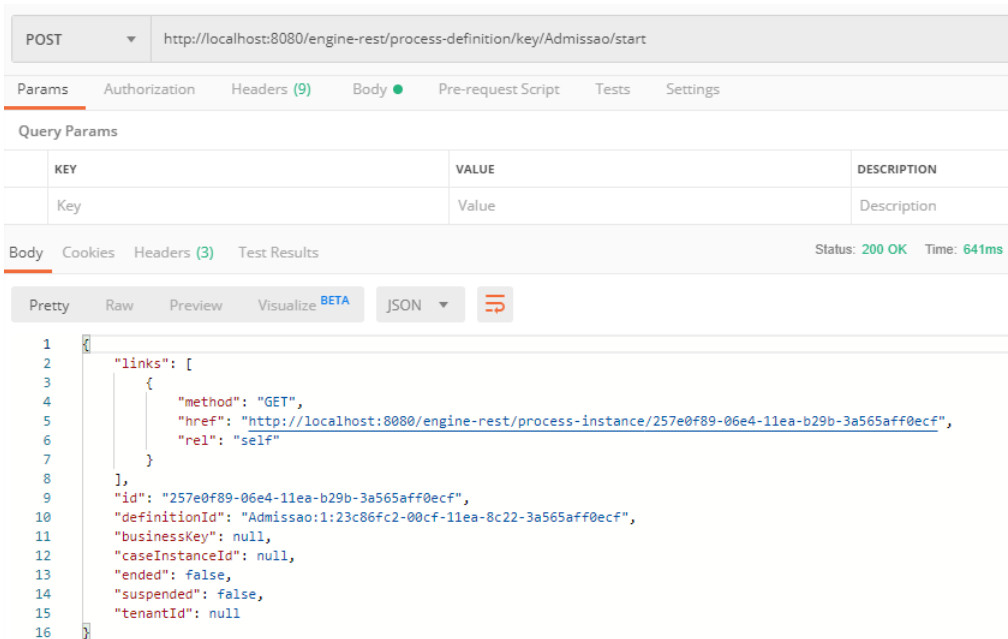 POST http://localhost:8080/engine-rest/process-definition/key/Admissao/start
Params Authorization Headers (9) Body Pre-request Script Tests Settings
Query Params
KEY VALUE DESCRIPTION
Key Value Description
Body Cookies Headers (3) Test Results Status: 200 OK Time: 641ms
Pretty Raw Preview Visualize BETA JSON
1 {
2 "links": [
3 {
4 "method": "GET",
5 "href": "http://localhost:8080/engine-rest/process-instance/257e0f89-06e4-11ea-b29b-3a565aff0ecf",
6 "rel": "self"
7 }
8 ],
9 "id": "257e0f89-06e4-11ea-b29b-3a565aff0ecf",
10 "definitionId": "Admissao:1:23c86fc2-00cf-11ea-8c22-3a565aff0ecf",
11 "businessKey": null,
12 "caseInstanceId": null,
13 "ended": false,
14 "suspended": false,
15 "tenantId": null
16 }